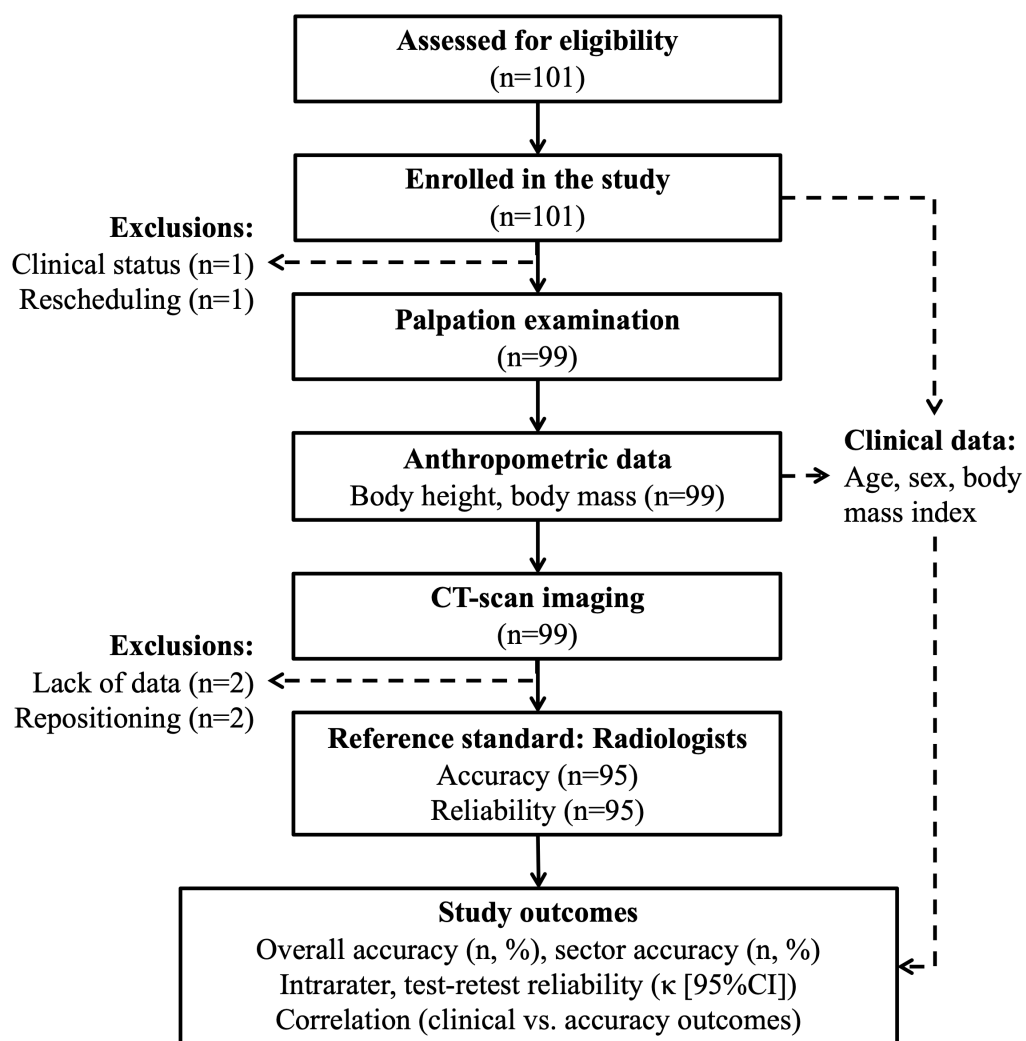 Assessed for eligibility
(n=101)
Enrolled in the study
(n=101)
Exclusions:
Clinical status (n=1)
Rescheduling (n=1)
Palpation examination
(n=99)
Anthropometric data
Body height, body mass (n=99)
Clinical data:
Age, sex, body
mass index
CT-scan imaging
(n=99)
Exclusions:
Lack of data (n=2)
Repositioning (n=2)
Reference standard: Radiologists
Accuracy (n=95)
Reliability (n=95)
Study outcomes
Overall accuracy (n, %), sector accuracy (n, %)
Intrarater, test-retest reliability (κ [95%CI])
Correlation (clinical vs. accuracy outcomes)